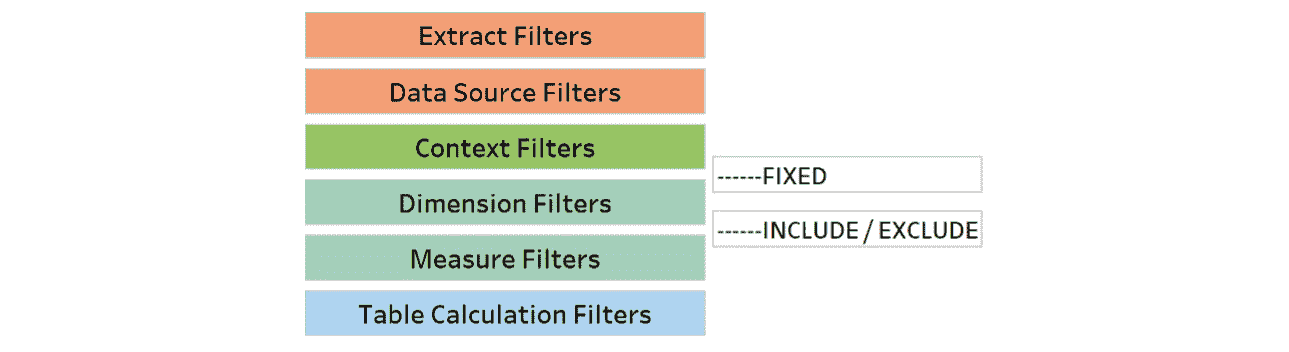 Extract Filters
Data Source Filters
Context Filters
------FIXED
Dimension Filters
------INCLUDE / EXCLUDE
Measure Filters
Table Calculation Filters